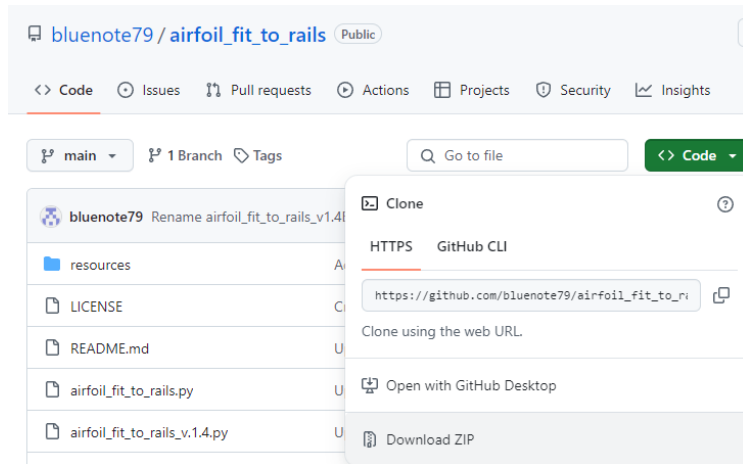 bluenote79 / airfoil_fit_to_rails Public
<> Code Issues Pull requests Actions Projects Security Insights
main 1 Branch Tags Go to file <> Code
bluenote79 Rename airfoil_fit_to_rails_v1.4
resources
LICENSE
README.md
airfoil_fit_to_rails.py
airfoil_fit_to_rails_v.1.4.py
Clone
HTTPS GitHub CLI
https://github.com/bluenote79/airfoil_fit_to_r
Clone using the web URL.
Open with GitHub Desktop
Download ZIP